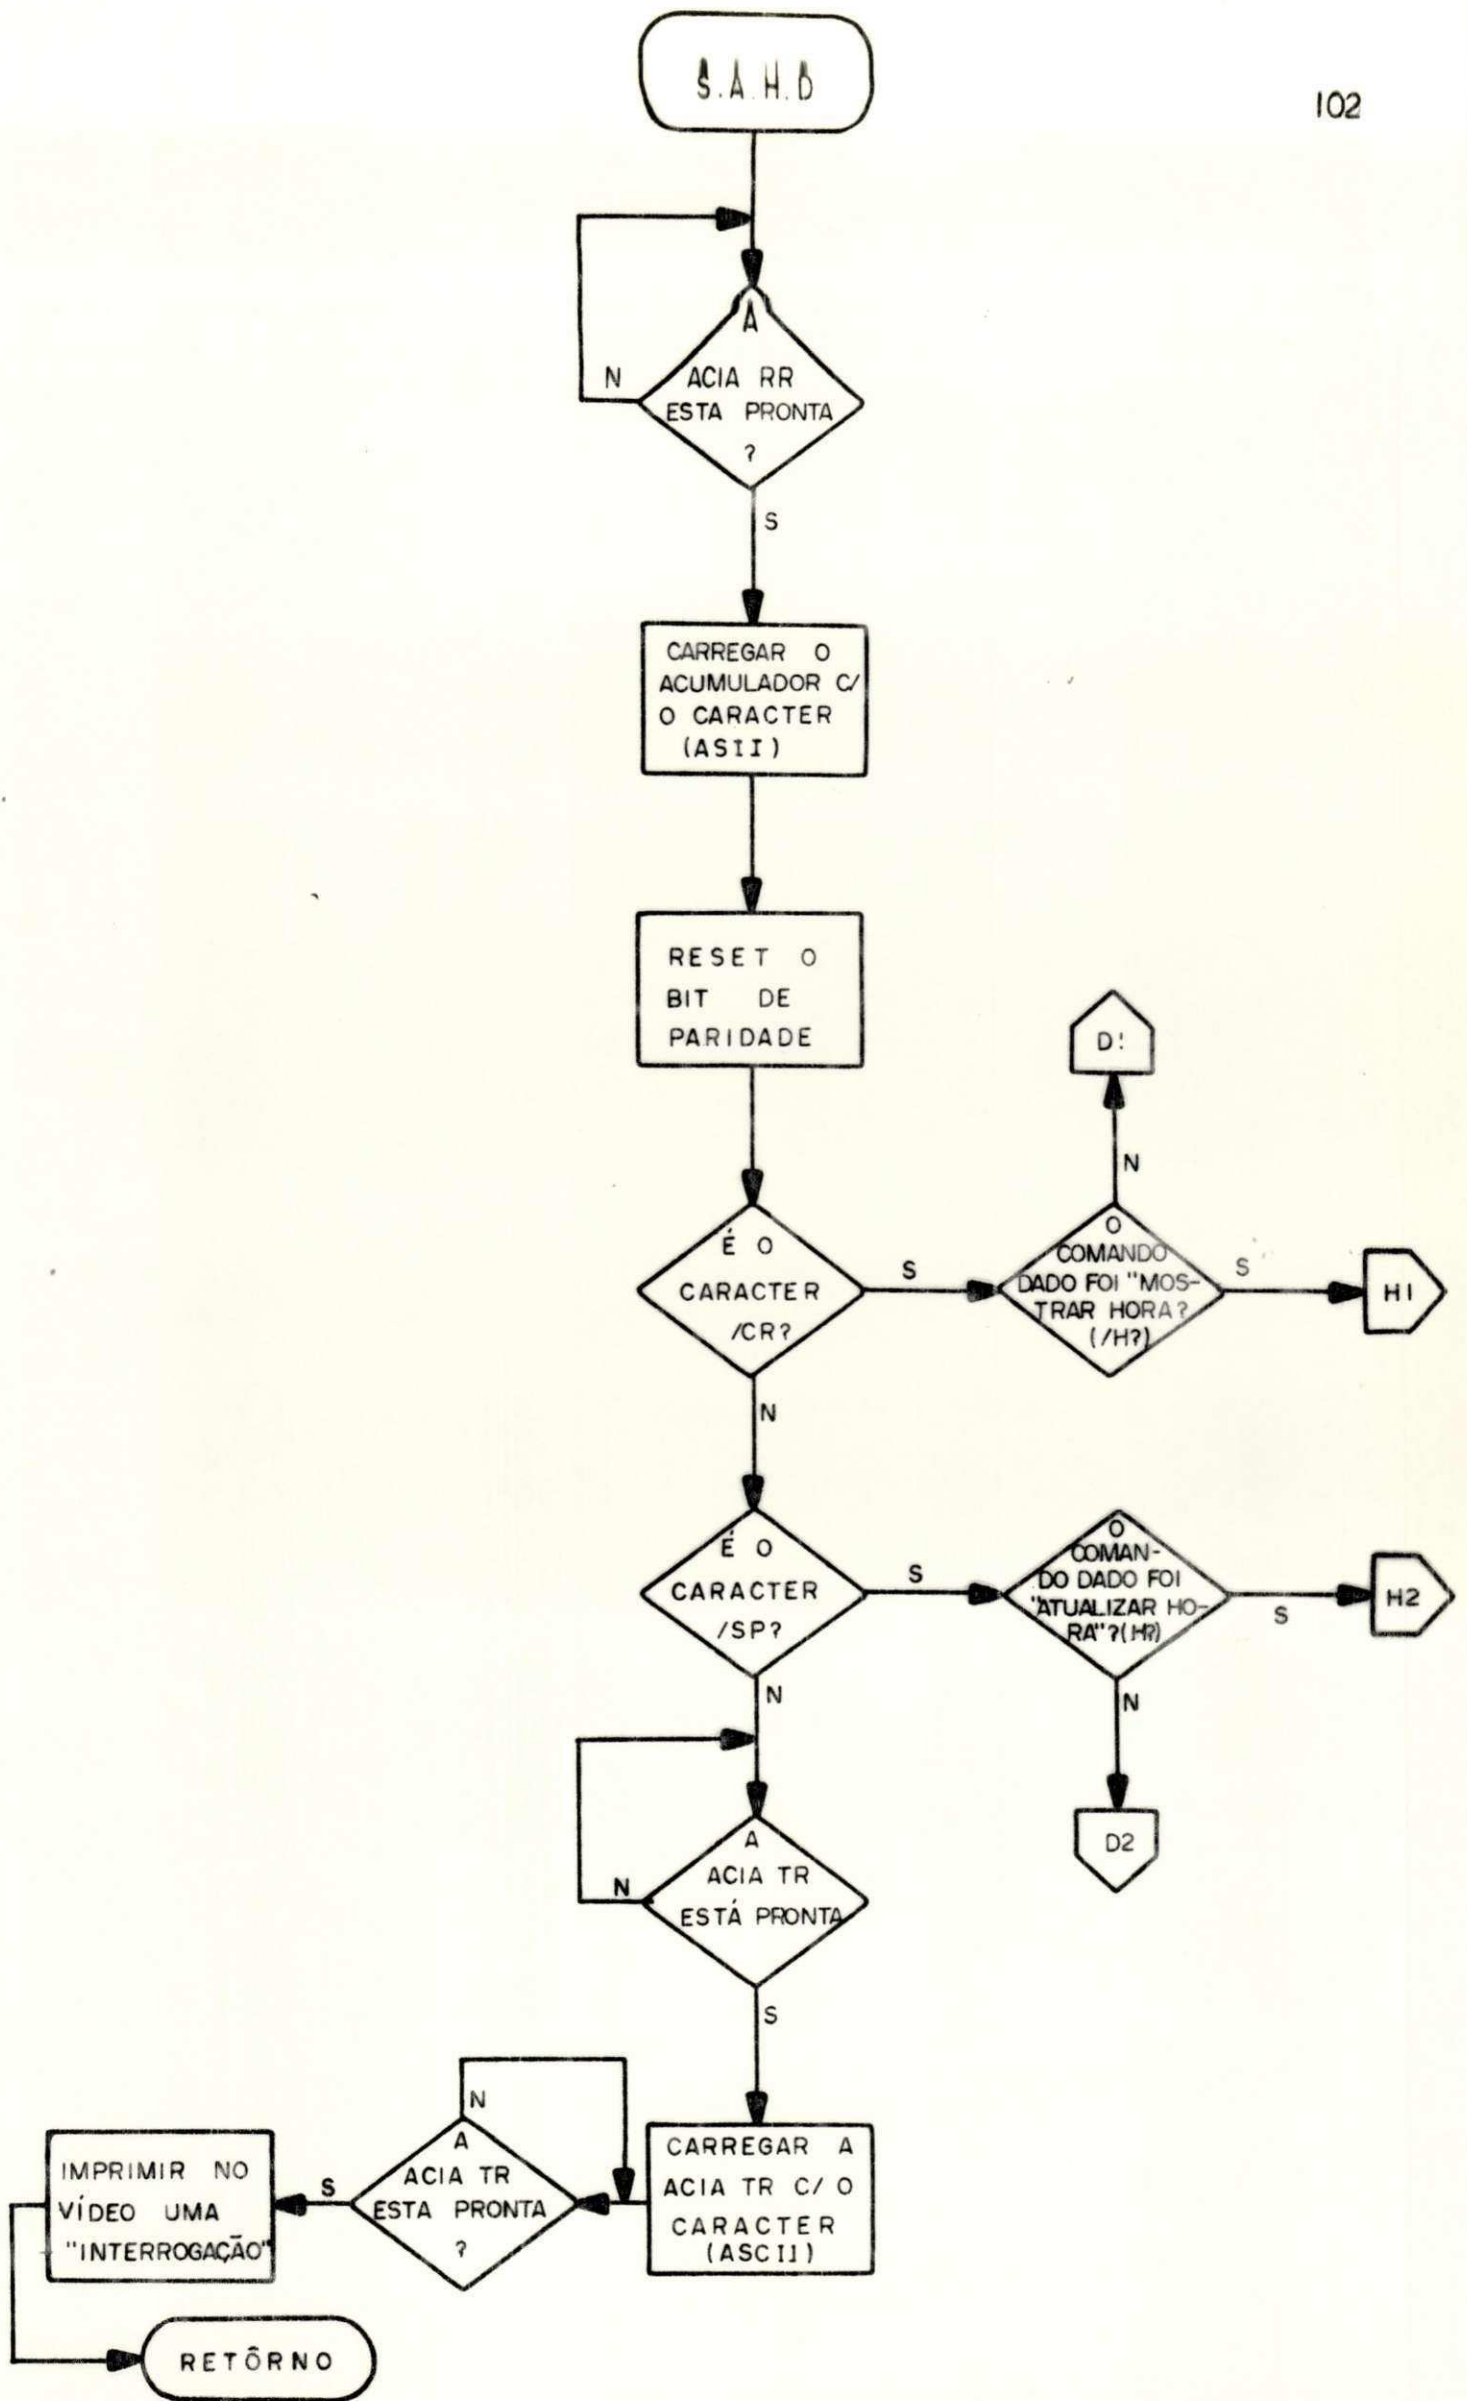 S.A.H.D
102
A
ACIA RR
ESTA PRONTA
?
N
S
CARREGAR O
ACUMULADOR C/
O CARACTER
(ASII)
RESET O
BIT DE
PARIDADE
D!
N
É O
CARACTER
/CR?
S
O
COMANDO
DADO FOI "MOS-
TRAR HORA?
(/H?)
S
H1
N
É O
CARACTER
/SP?
S
O
COMAN-
DO DADO FOI
"ATUALIZAR HO-
RA"?(H?)
S
H2
N
N
D2
A
ACIA TR
ESTÁ PRONTA
N
S
CARREGAR A
ACIA TR C/ O
CARACTER
(ASCII)
N
A
ACIA TR
ESTA PRONTA
?
S
IMPRIMIR NO
VÍDEO UMA
"INTERROGAÇÃO"
RETÔRNO